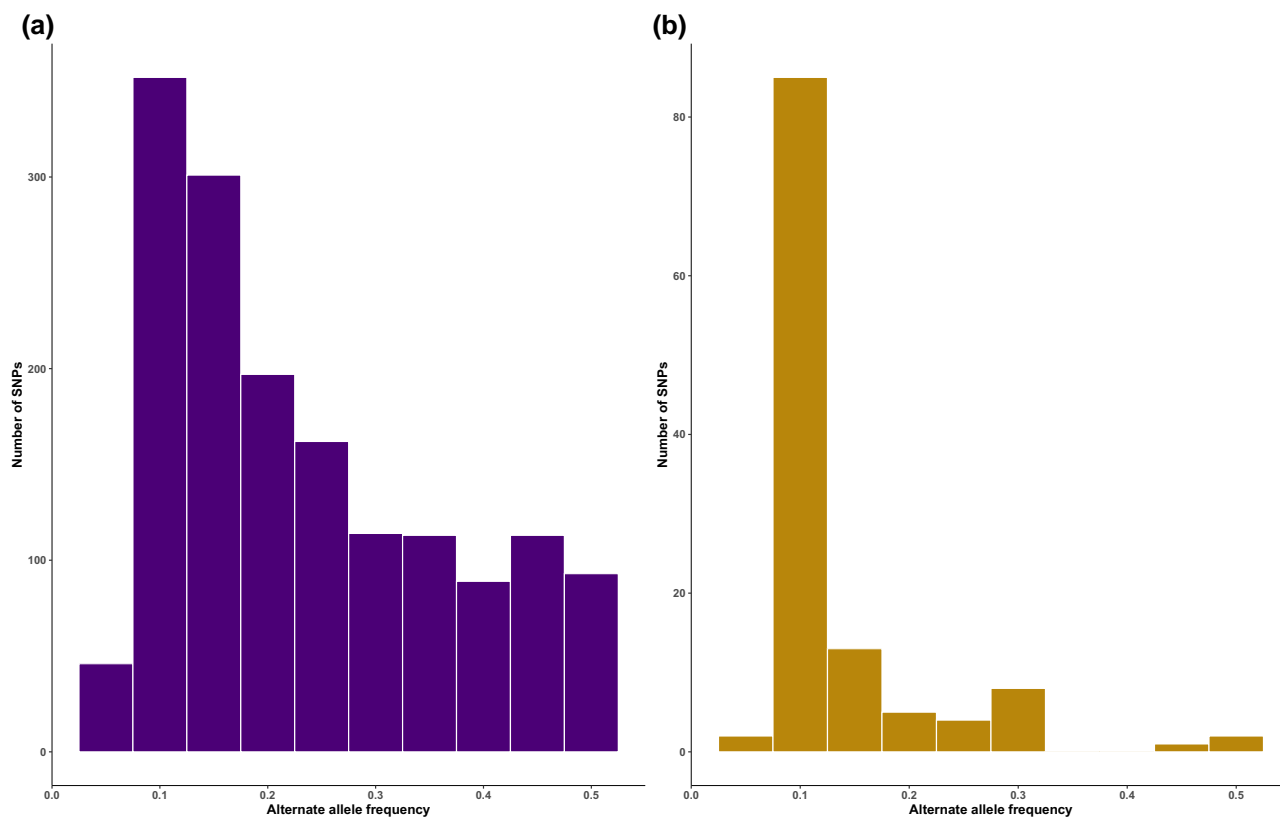 (a)
Number of SNPs
300
200
100
0
0.0 0.1 0.2 0.3 0.4 0.5
Alternate allele frequency
(b)
Number of SNPs
80
60
40
20
0
0.0 0.1 0.2 0.3 0.4 0.5
Alternate allele frequency